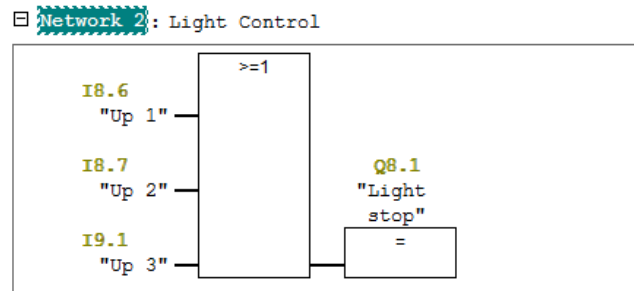 Network 2: Light Control
>=1
I8.6
"Up 1"
I8.7
"Up 2"
Q8.1
"Light
stop"
I9.1
"Up 3"
=